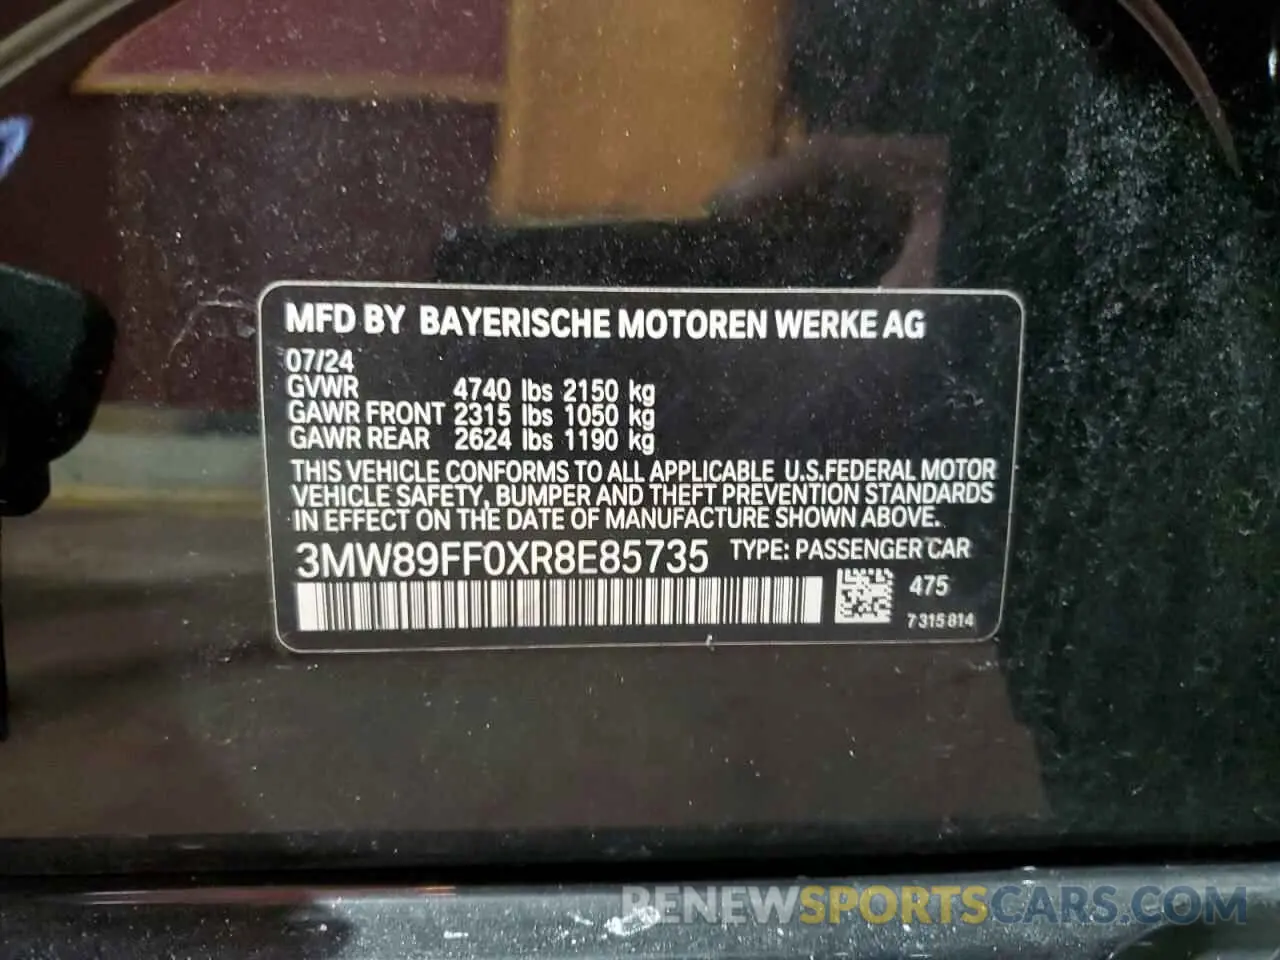 MFD BY BAYERISCHE MOTOREN WERKE AG
07/24
GVWR 4740 lbs 2150 kg
GAWR FRONT 2315 lbs 1050 kg
GAWR REAR 2624 lbs 1190 kg
THIS VEHICLE CONFORMS TO ALL APPLICABLE U.S.FEDERAL MOTOR
VEHICLE SAFETY, BUMPER AND THEFT PREVENTION STANDARDS
IN EFFECT ON THE DATE OF MANUFACTURE SHOWN ABOVE.
3MW89FF0XR8E85735 TYPE: PASSENGER CAR
475
7 315 814
RENEWSPORTSCARS.COM